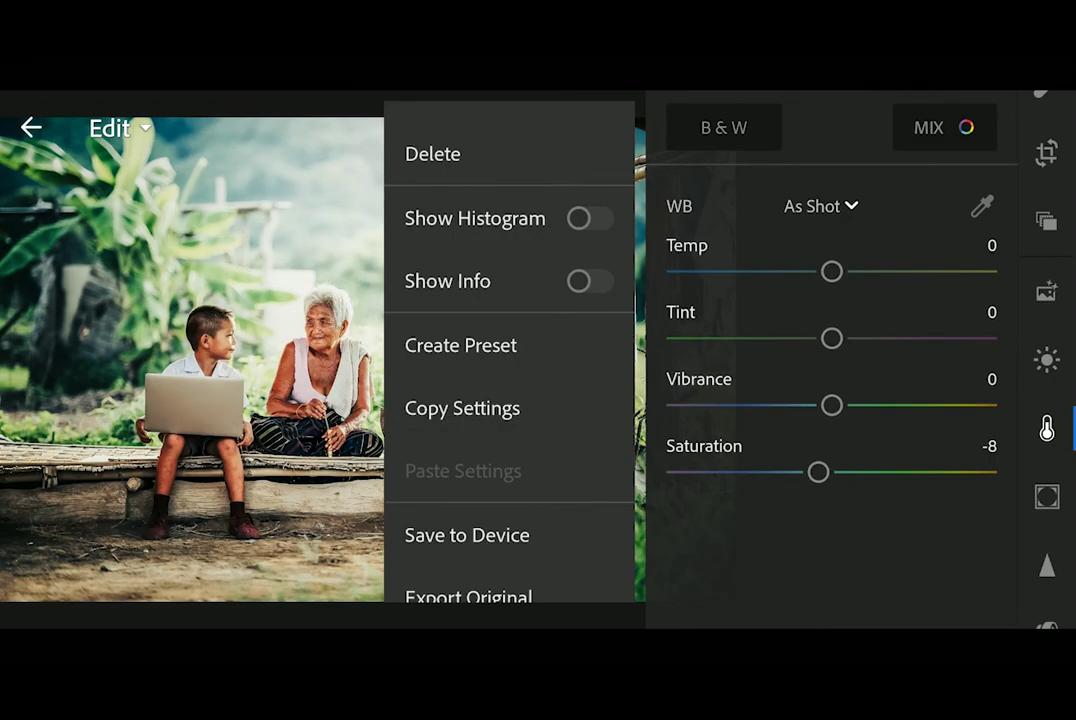 Edit
Delete
Show Histogram
Show Info
Create Preset
Copy Settings
Paste Settings
Save to Device
Export Original
B & W
MIX
WB
As Shot
Temp
0
Tint
0
Vibrance
0
Saturation
-8